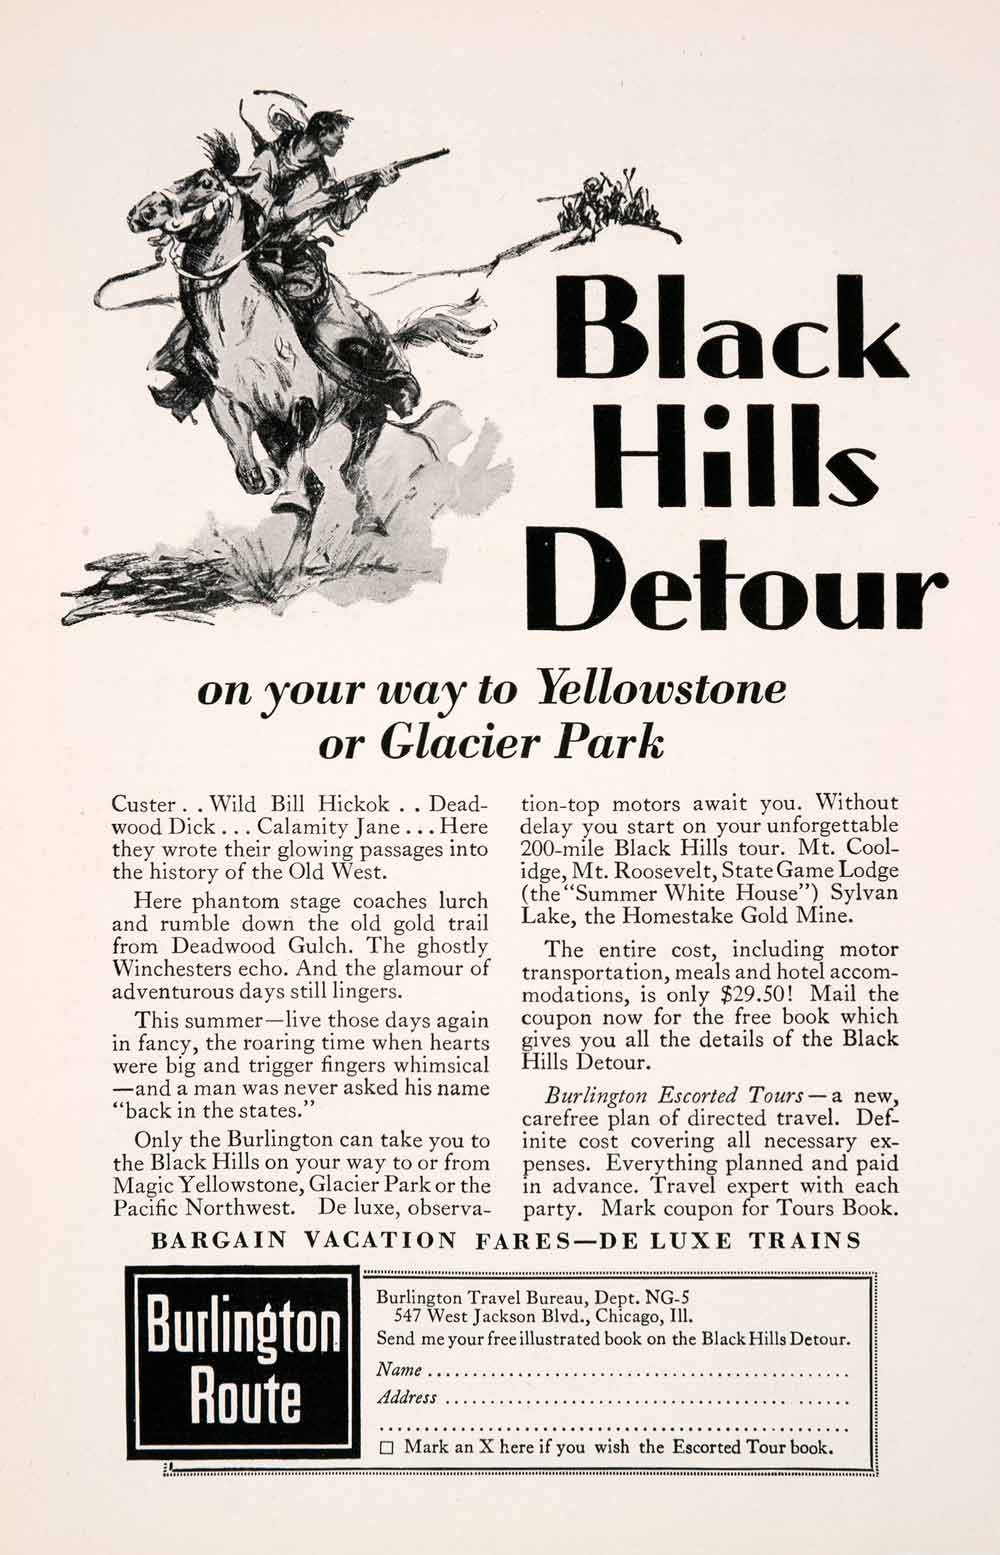 Black
Hills
Detour
on your way to Yellowstone
or Glacier Park
Custer . . Wild Bill Hickok . . Dead-
wood Dick . . . Calamity Jane . . . Here
they wrote their glowing passages into
the history of the Old West.
Here phantom stage coaches lurch
and rumble down the old gold trail
from Deadwood Gulch. The ghostly
Winchesters echo. And the glamour of
adventurous days still lingers.
This summer—live those days again
in fancy, the roaring time when hearts
were big and trigger fingers whimsical
—and a man was never asked his name
“back in the states.”
Only the Burlington can take you to
the Black Hills on your way to or from
Magic Yellowstone, Glacier Park or the
Pacific Northwest. De luxe, observa-
tion-top motors await you. Without
delay you start on your unforgettable
200-mile Black Hills tour. Mt. Cool-
idge, Mt. Roosevelt, State Game Lodge
(the “Summer White House”) Sylvan
Lake, the Homestake Gold Mine.
The entire cost, including motor
transportation, meals and hotel accom-
modations, is only $29.50! Mail the
coupon now for the free book which
gives you all the details of the Black
Hills Detour.
Burlington Escorted Tours — a new,
carefree plan of directed travel. Def-
inite cost covering all necessary ex-
penses. Everything planned and paid
in advance. Travel expert with each
party. Mark coupon for Tours Book.
BARGAIN VACATION FARES—DE LUXE TRAINS
Burlington
Route
Burlington Travel Bureau, Dept. NG-5
547 West Jackson Blvd., Chicago, Ill.
Send me your free illustrated book on the Black Hills Detour.
Name
Address
☐ Mark an X here if you wish the Escorted Tour book.